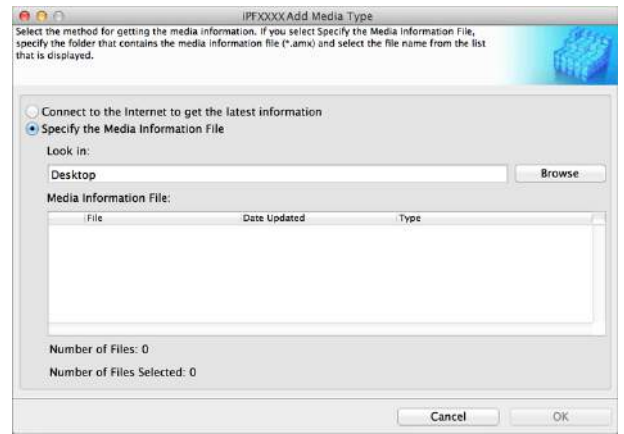 iPFXXXX Add Media Type
Select the method for getting the media information. If you select Specify the Media Information File,
specify the folder that contains the media information file (*.amx) and select the file name from the list
that is displayed.
Connect to the Internet to get the latest information
Specify the Media Information File
Look in:
Desktop Browse
Media Information File:
File Date Updated Type
Number of Files: 0
Number of Files Selected: 0
Cancel OK